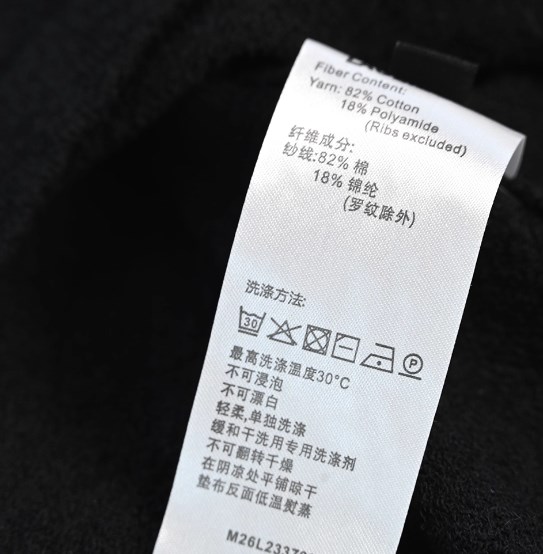 Fiber Content:
Yarn: 82% Cotton
18% Polyamide
(Ribs excluded)
纤维成分:
纱线:82% 棉
18% 锦纶
(罗纹除外)
洗涤方法:
30 P
最高洗涤温度30°C
不可浸泡
不可漂白
轻柔,单独洗涤
缓和干洗用专用洗涤剂
不可翻转干燥
在阴凉处平铺晾干
垫布反面低温熨蒸